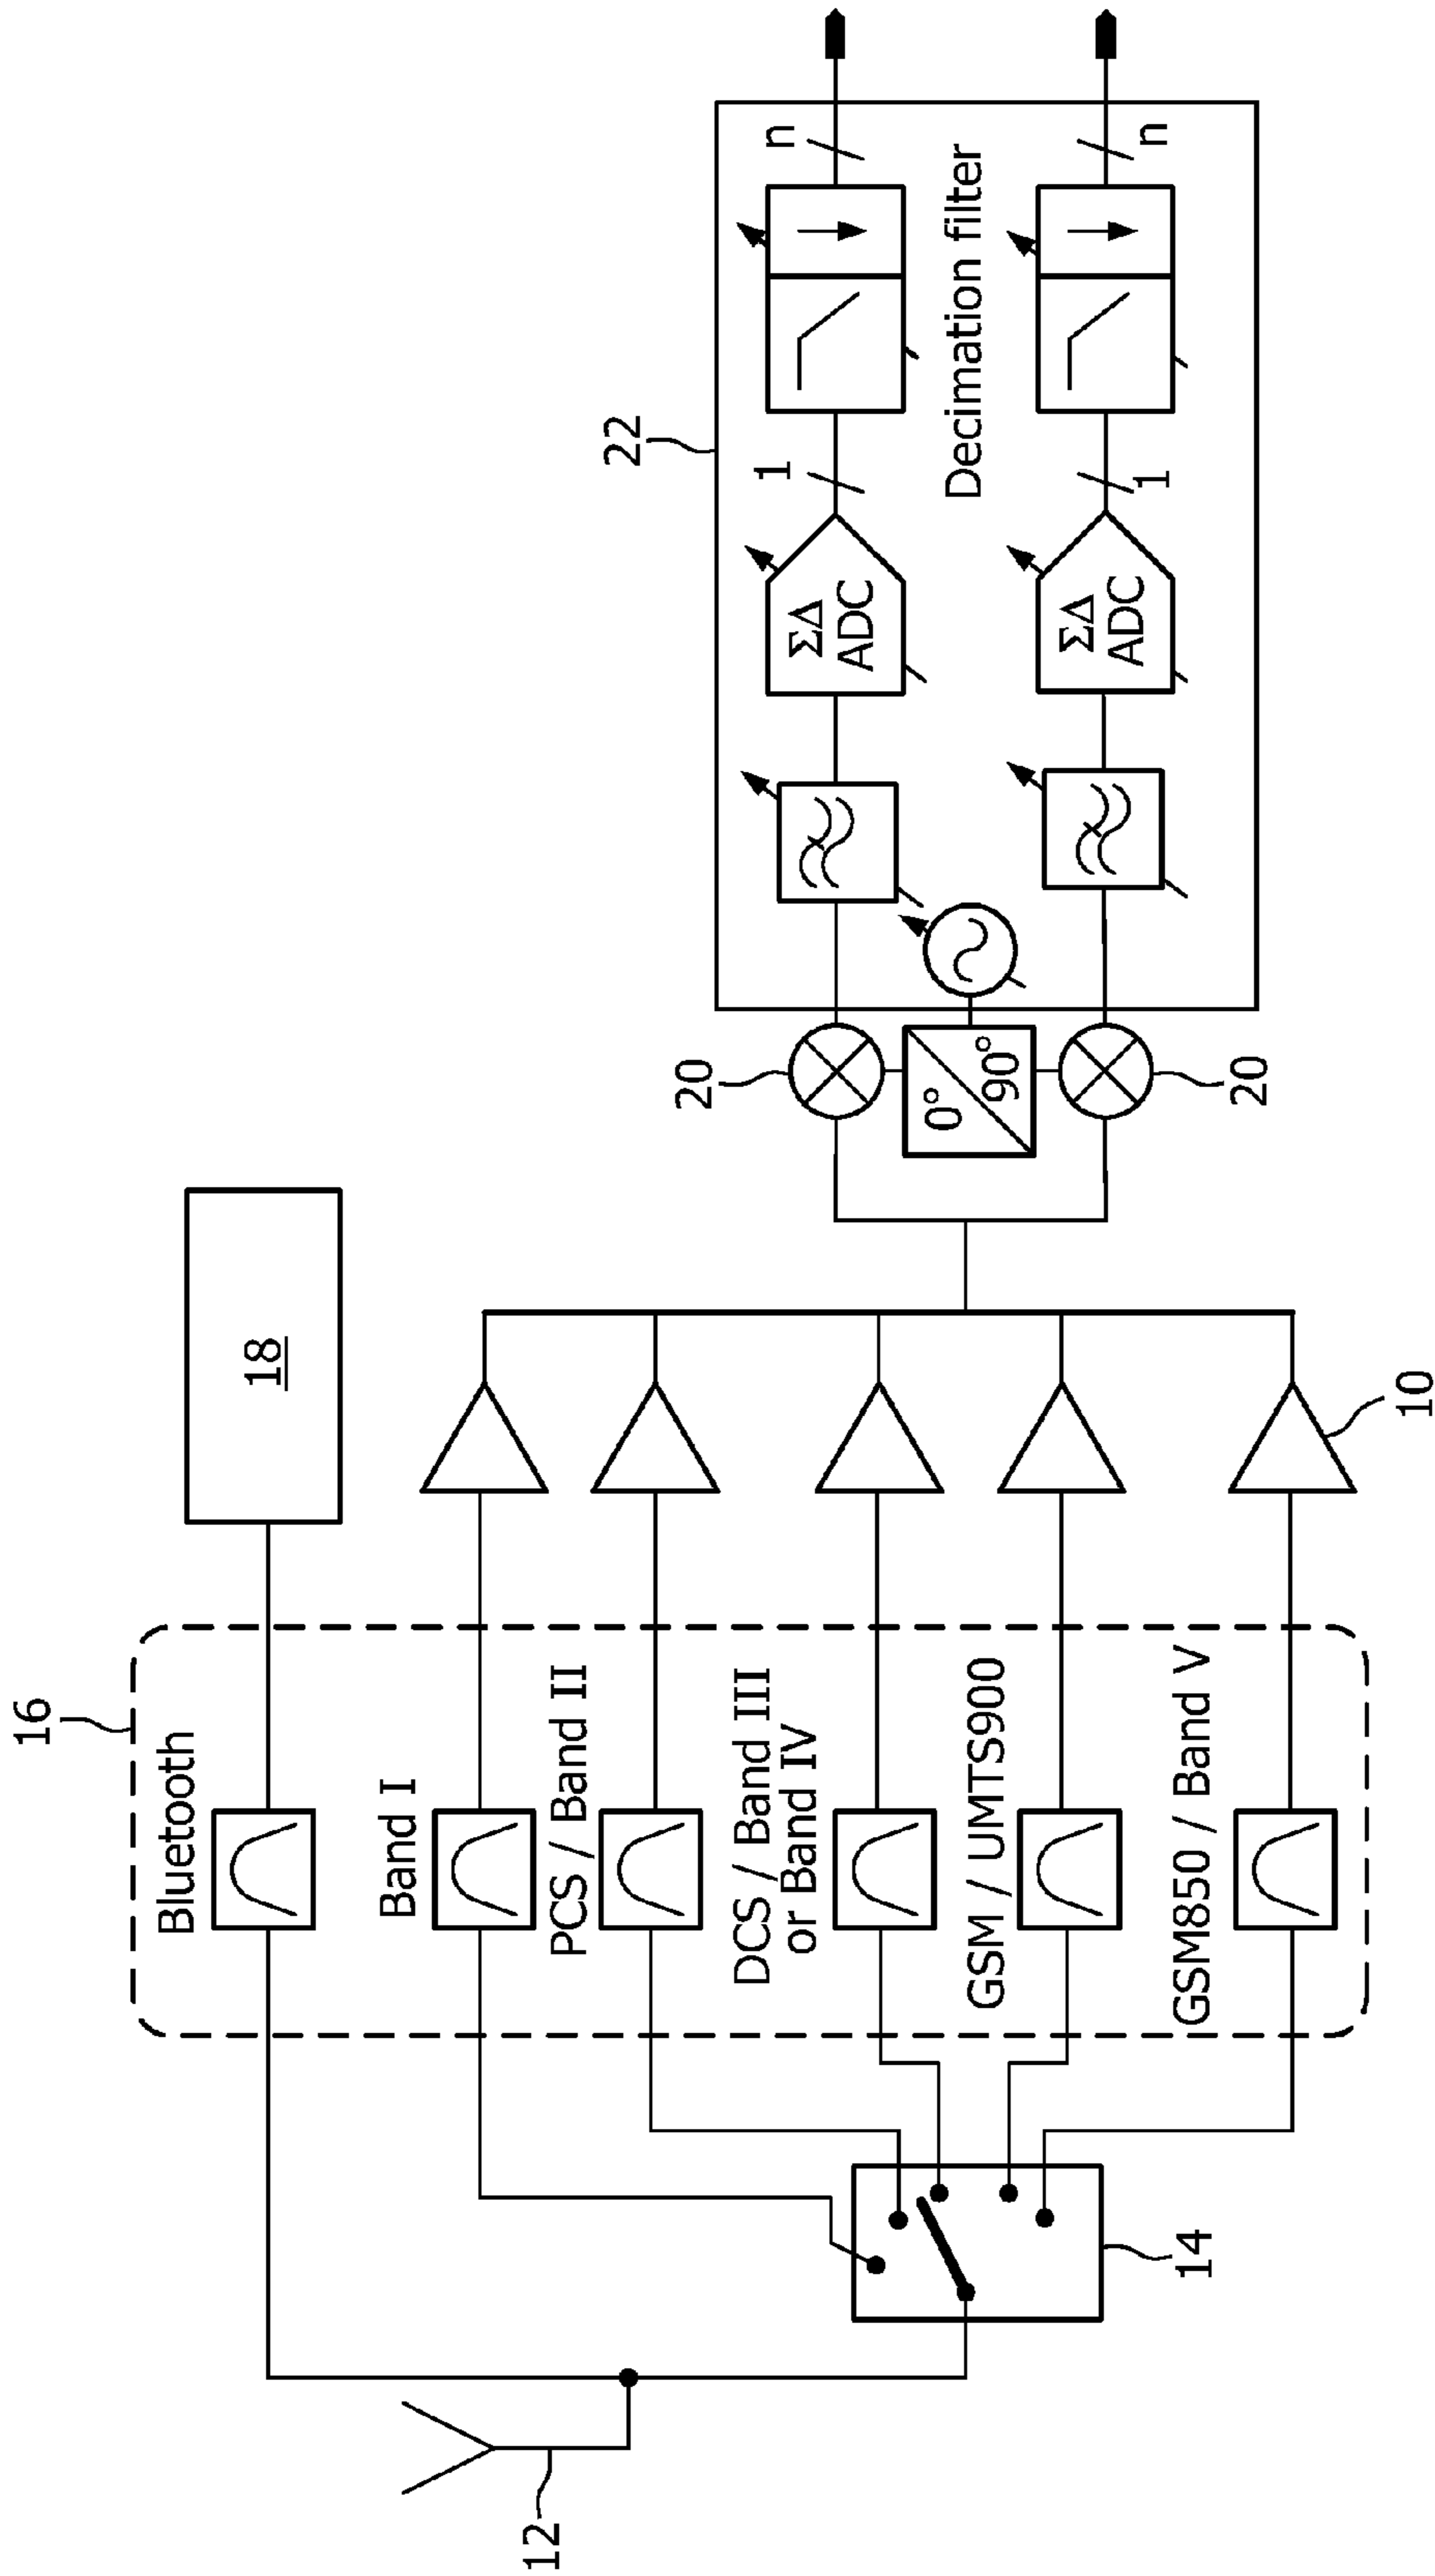 16
Bluetooth
18
Band I
PCS / Band II
DCS / Band III
or Band IV
GSM / UMTS900
GSM850 / Band V
12
14
10
20
0°
90°
20
22
ΣΔ
ADC
1
n
Decimation filter
ΣΔ
ADC
1
n